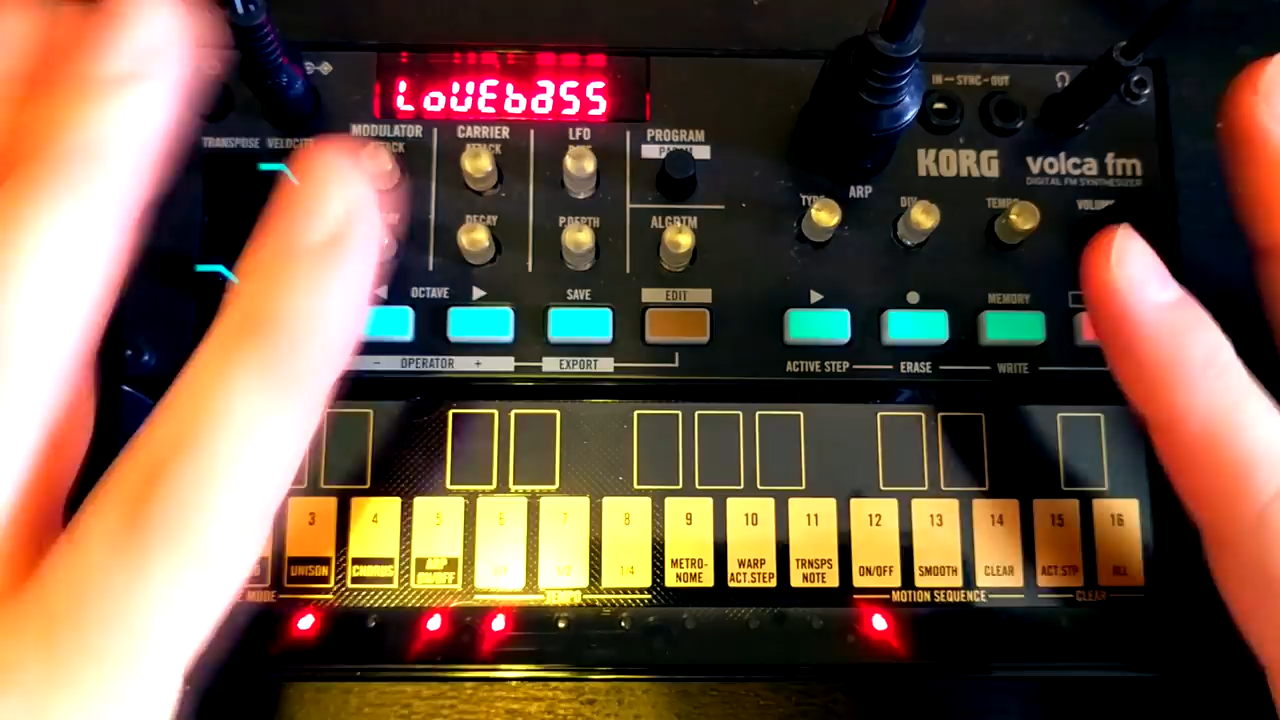 LoVEbASS
IN—SYNC—OUT
TRANSPOSE VELOCITY
MODULATOR CARRIER LFO PROGRAM
ATTACK
PARAM
KORG volca fm
DIGITAL FM SYNTHESIZER
ARP
TYPE DIV TEMPO VOLUME
DECAY P.DEPTH ALGRTM
OCTAVE SAVE EDIT MEMORY
- OPERATOR + EXPORT
ACTIVE STEP ERASE WRITE
3 4 5 6 7 8 9 10 11 12 13 14 15 16
UNISON CHORUS ARP ON/OFF 1/4 METRO-NOME WARP ACT.STEP TRNSPS NOTE ON/OFF SMOOTH CLEAR ACT.STP ALL
MODE TEMPO MOTION SEQUENCE CLEAR